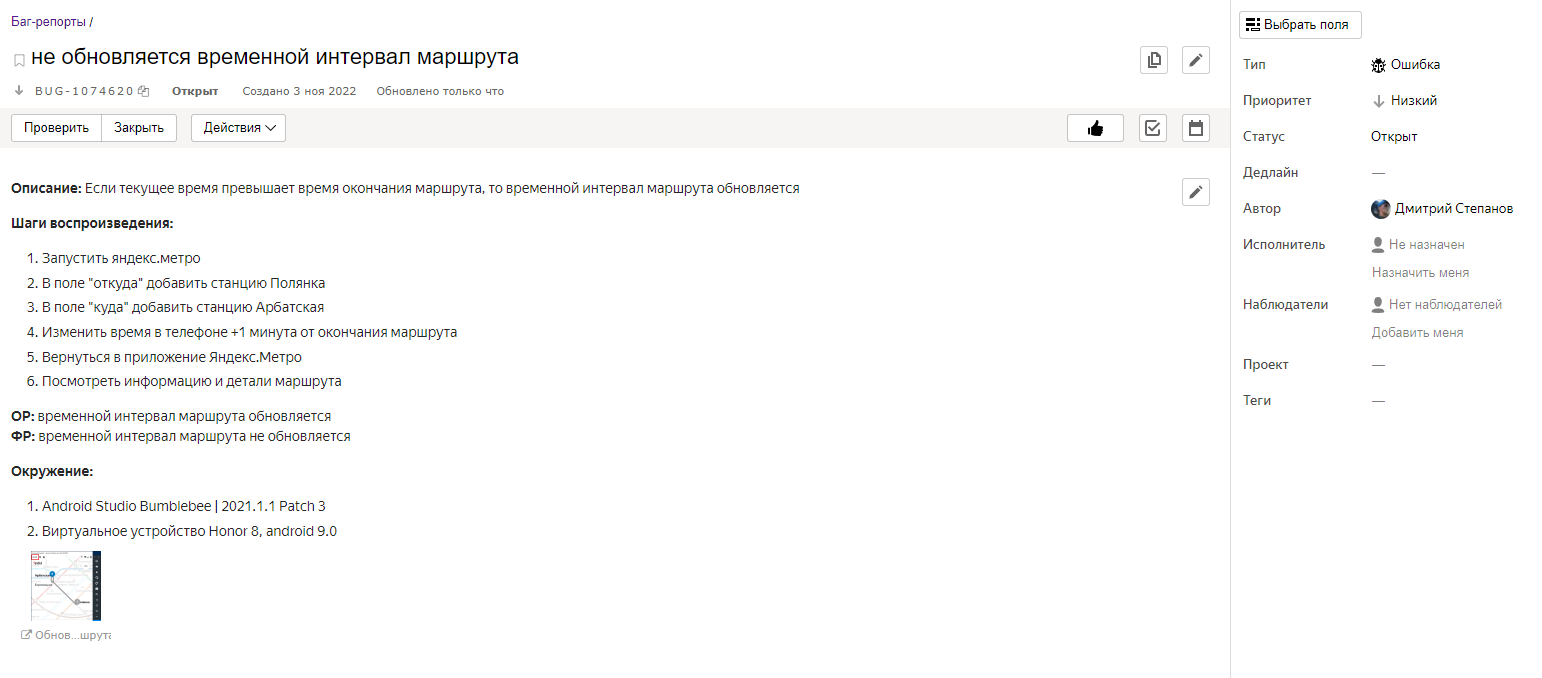 Баг-репорты /
не обновляется временной интервал маршрута
BUG-1074620 Открыт Создано 3 ноя 2022 Обновлено только что
Проверить Закрыть Действия
Описание: Если текущее время превышает время окончания маршрута, то временной интервал маршрута обновляется
Шаги воспроизведения:
1. Запустить яндекс.метро
2. В поле "откуда" добавить станцию Полянка
3. В поле "куда" добавить станцию Арбатская
4. Изменить время в телефоне +1 минута от окончания маршрута
5. Вернуться в приложение Яндекс.Метро
6. Посмотреть информацию и детали маршрута
ОР: временной интервал маршрута обновляется
ФР: временной интервал маршрута не обновляется
Окружение:
1. Android Studio Bumblebee | 2021.1.1 Patch 3
2. Виртуальное устройство Honor 8, android 9.0
Обнов...шрута
Выбрать поля
Тип Ошибка
Приоритет Низкий
Статус Открыт
Дедлайн —
Автор Дмитрий Степанов
Исполнитель Не назначен
Назначить меня
Наблюдатели Нет наблюдателей
Добавить меня
Проект —
Теги —